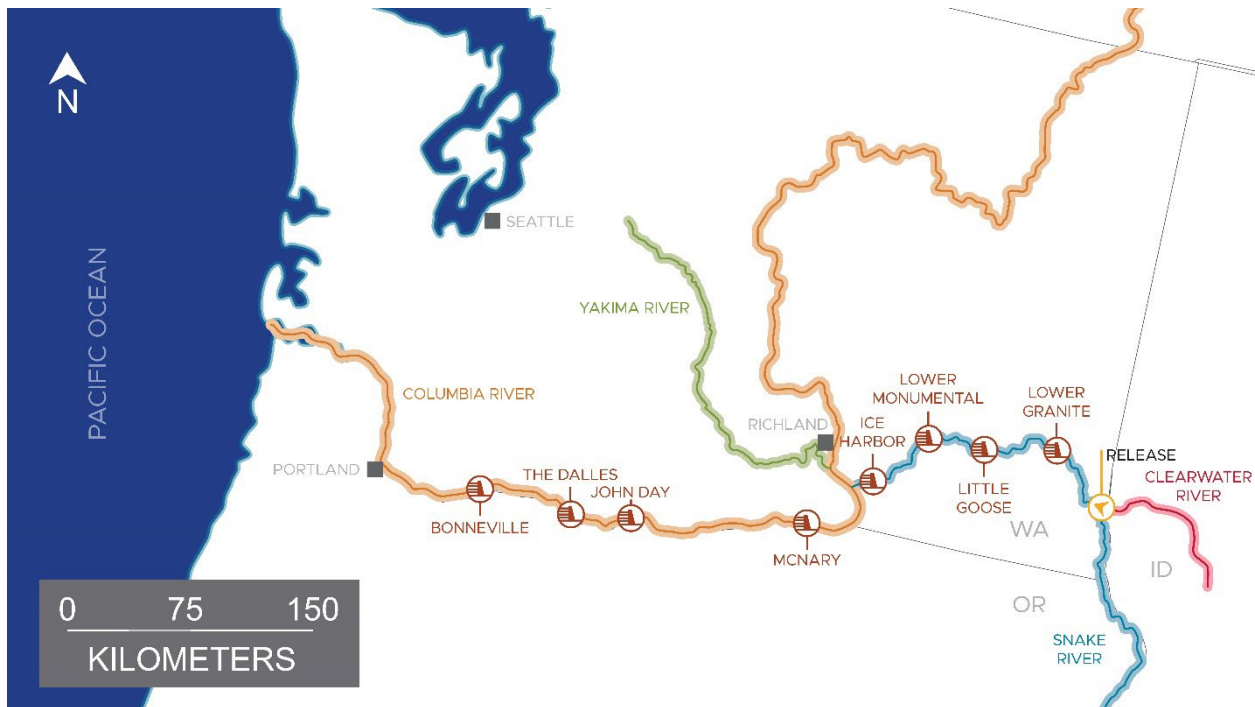 N
SEATTLE
PACIFIC OCEAN
YAKIMA RIVER
COLUMBIA RIVER
LOWER
MONUMENTAL
LOWER
GRANITE
RICHLAND
ICE
HARBOR
RELEASE
PORTLAND
THE DALLES
JOHN DAY
CLEARWATER
RIVER
LITTLE
GOOSE
BONNEVILLE
WA
MCNARY
ID
OR
SNAKE
RIVER
0 75 150
KILOMETERS